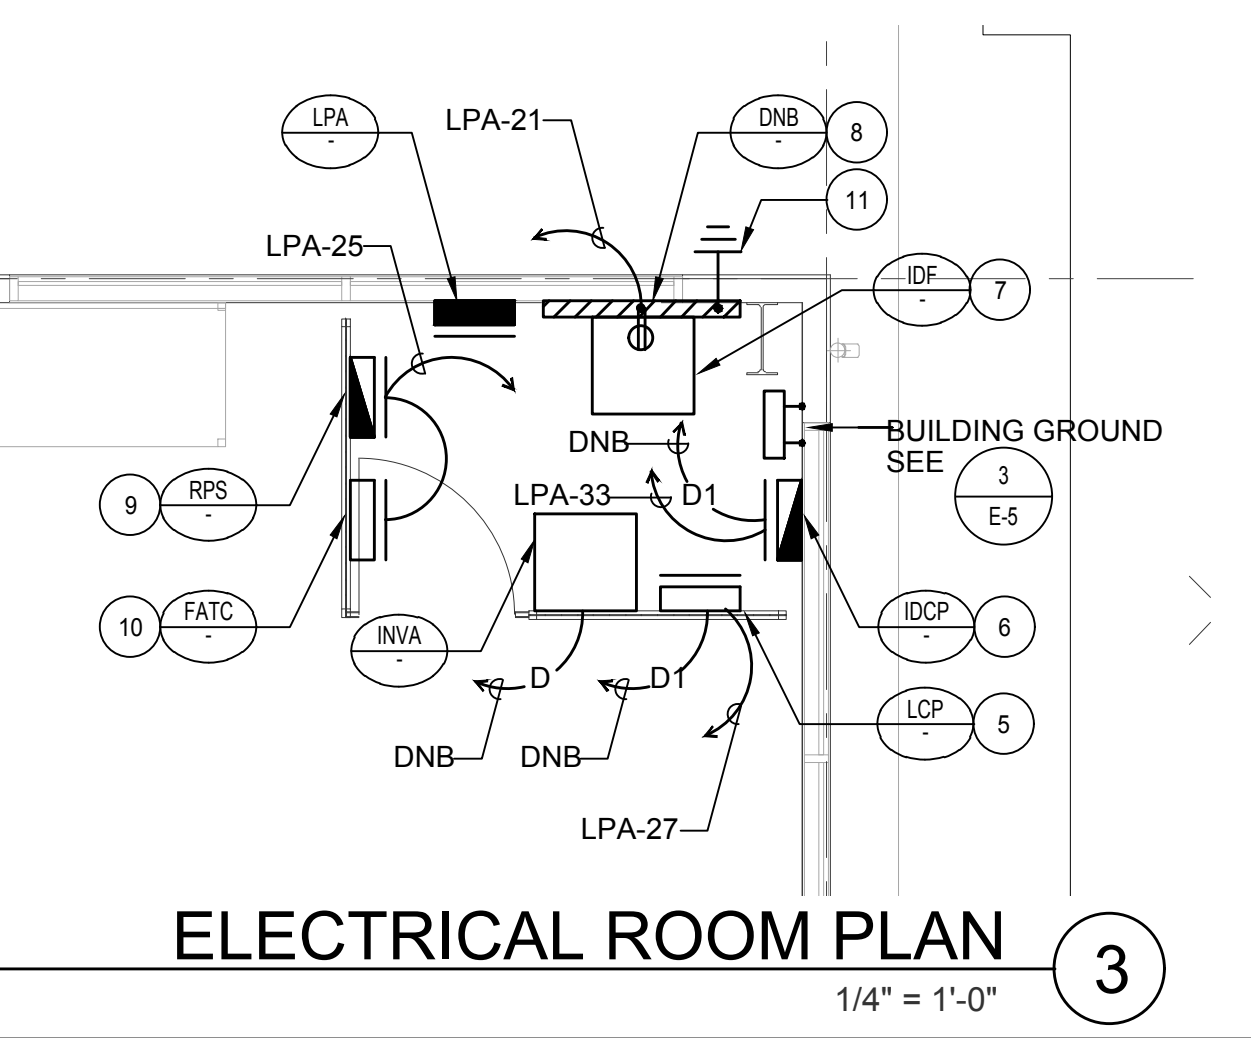 LPA
-
LPA-21
DNB
-
8
11
LPA-25
IDF
-
7
DNB
BUILDING GROUND
SEE
3
E-5
9
RPS
-
LPA-33
D1
10
FATC
-
INVA
-
IDCP
-
6
D
D1
LCP
-
5
DNB
DNB
LPA-27
ELECTRICAL ROOM PLAN
3
1/4" = 1'-0"